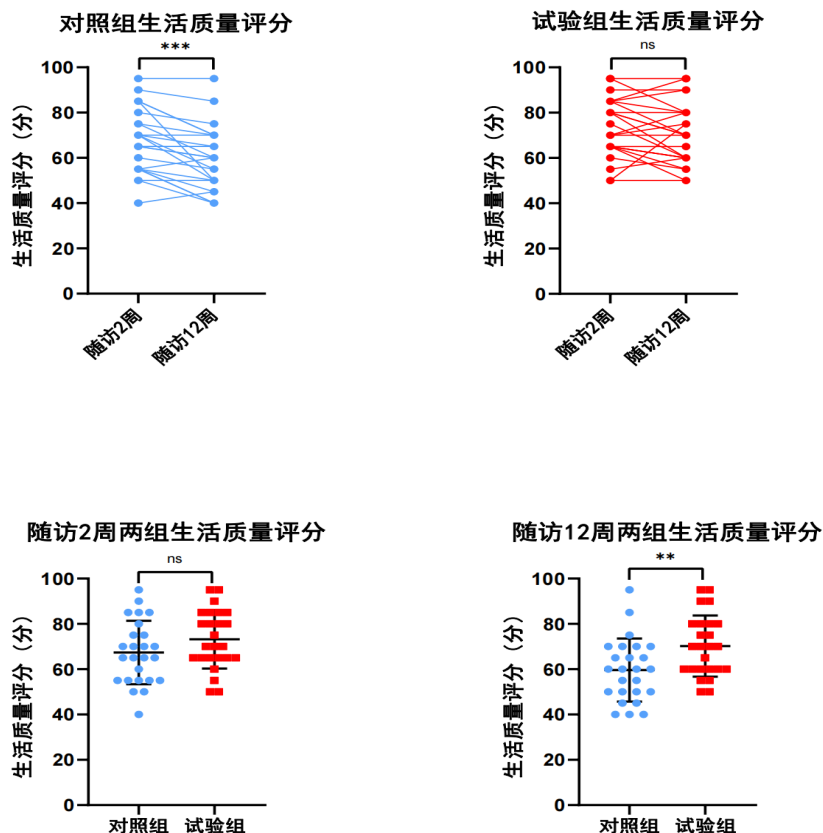 对照组生活质量评分
***
100
80
60
40
20
0
生活质量评分（分）
随访2周
随访12周
试验组生活质量评分
ns
100
80
60
40
20
0
生活质量评分（分）
随访2周
随访12周
随访2周两组生活质量评分
ns
100
80
60
40
20
0
生活质量评分（分）
对照组
试验组
随访12周两组生活质量评分
**
100
80
60
40
20
0
生活质量评分（分）
对照组
试验组